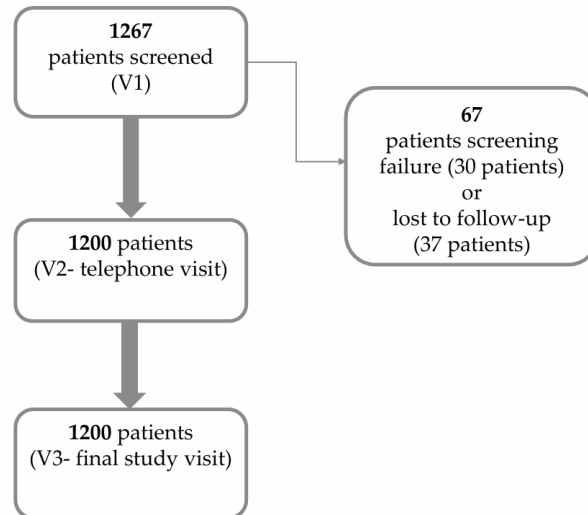 1267
patients screened
(V1)
67
patients screening
failure (30 patients)
or
lost to follow-up
(37 patients)
1200 patients
(V2- telephone visit)
1200 patients
(V3- final study visit)